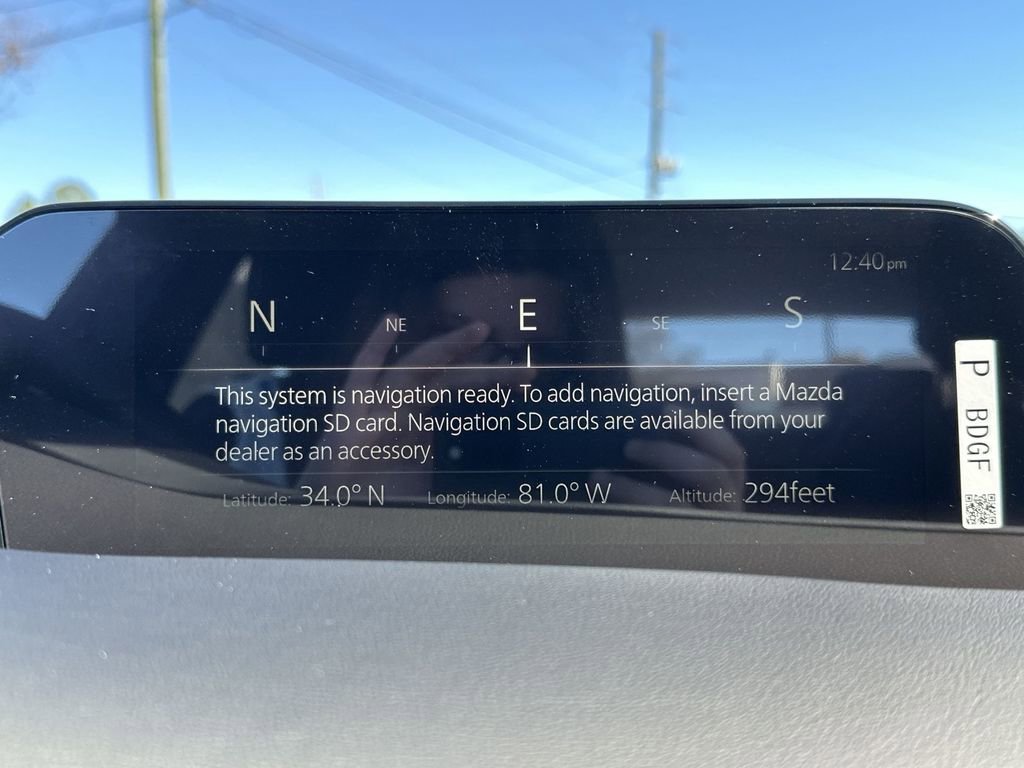 12:40pm
N NE E SE S
This system is navigation ready. To add navigation, insert a Mazda
navigation SD card. Navigation SD cards are available from your
dealer as an accessory.
Latitude: 34.0° N Longitude: 81.0° W Altitude: 294feet
P BDGF